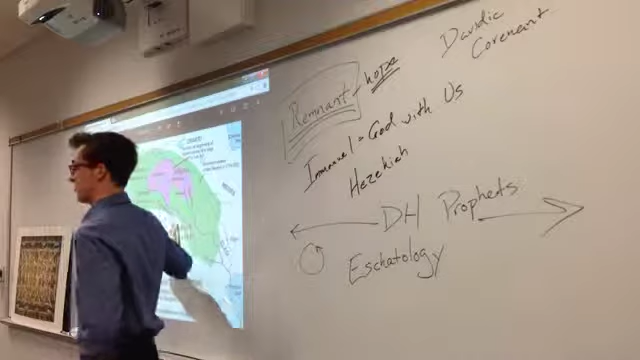 Davidic
Covenant
Remnant - hope
Immanuel = God with Us
Hezekiah
DH Prophets
Eschatology